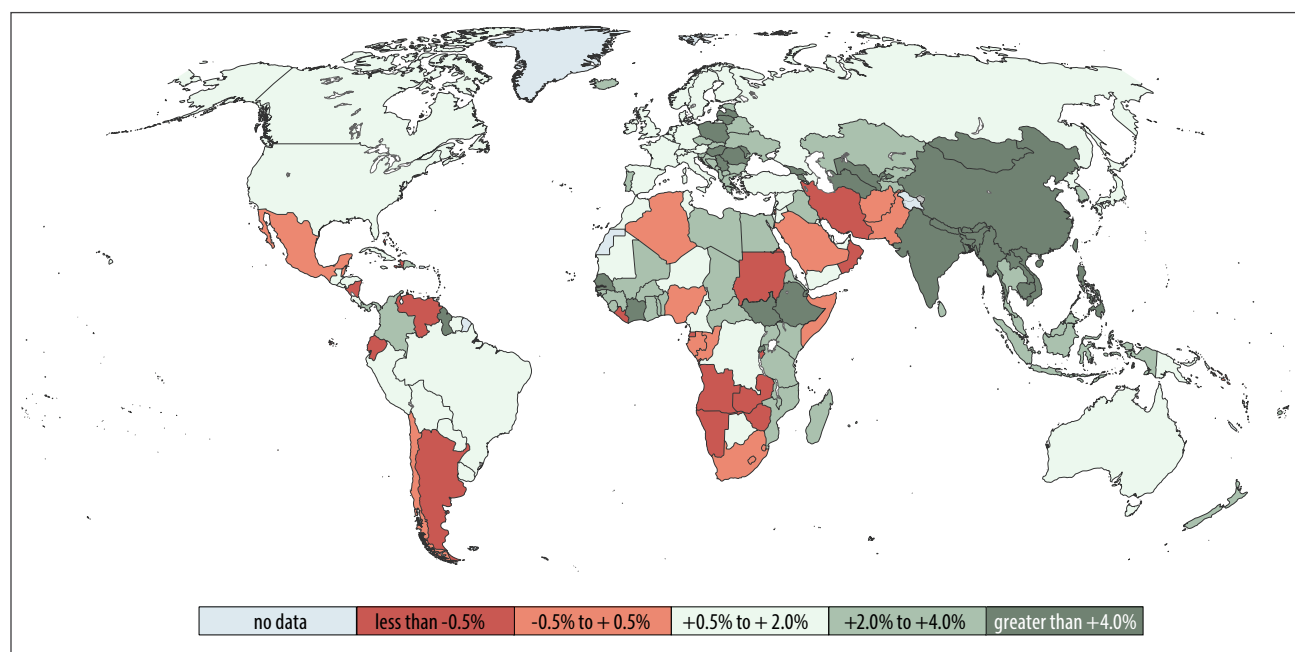 no data
less than -0.5%
-0.5% to + 0.5%
+0.5% to + 2.0%
+2.0% to +4.0%
greater than +4.0%